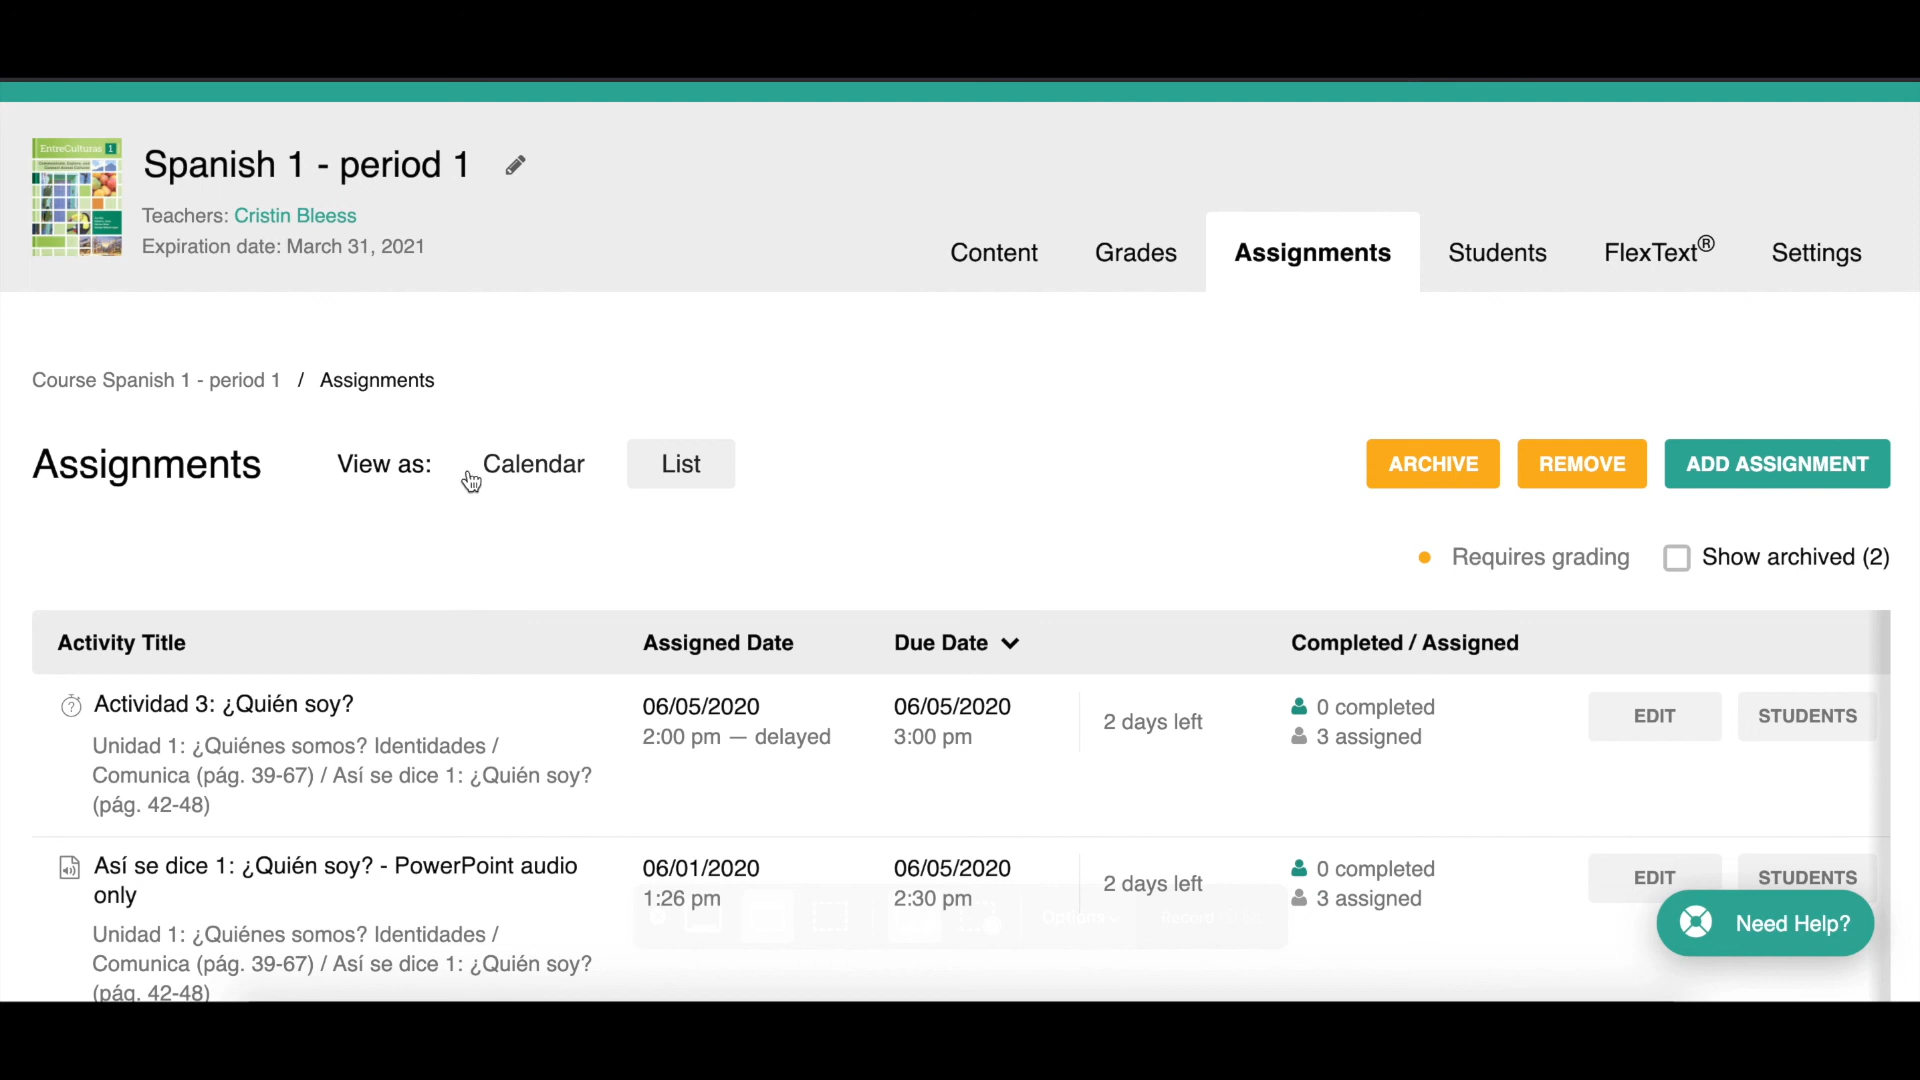 EntreCulturas 1
Spanish 1 - period 1
Teachers: Cristin Bleess
Expiration date: March 31, 2021
Content
Grades
Assignments
Students
FlexText®
Settings
Course Spanish 1 - period 1 / Assignments
Assignments
View as:
Calendar
List
ARCHIVE
REMOVE
ADD ASSIGNMENT
Requires grading
Show archived (2)
Activity Title
Assigned Date
Due Date
Completed / Assigned
Actividad 3: ¿Quién soy?
Unidad 1: ¿Quiénes somos? Identidades /
Comunica (pág. 39-67) / Así se dice 1: ¿Quién soy?
(pág. 42-48)
06/05/2020
2:00 pm — delayed
06/05/2020
3:00 pm
2 days left
0 completed
3 assigned
EDIT
STUDENTS
Así se dice 1: ¿Quién soy? - PowerPoint audio
only
Unidad 1: ¿Quiénes somos? Identidades /
Comunica (pág. 39-67) / Así se dice 1: ¿Quién soy?
(pág. 42-48)
06/01/2020
1:26 pm
06/05/2020
2:30 pm
2 days left
0 completed
3 assigned
EDIT
STUDENTS
Options
Record
Need Help?